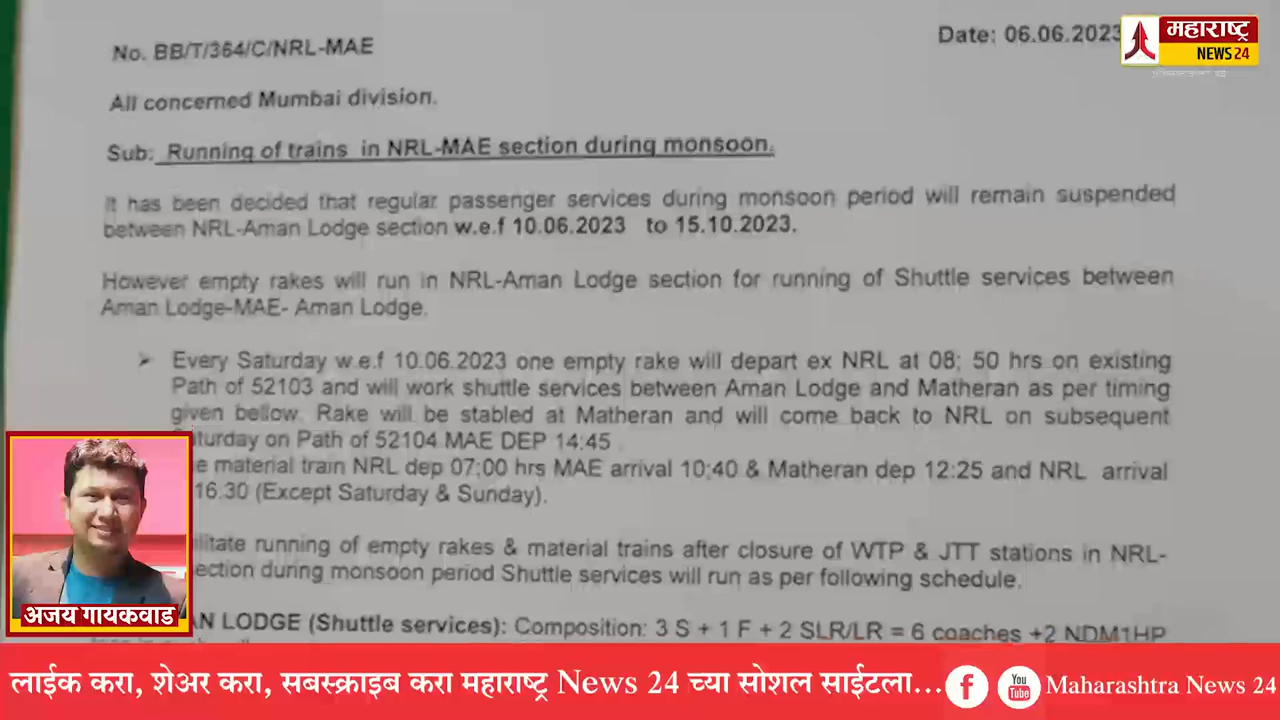 No. BB/T/364/C/NRL-MAE
Date: 06.06.2023
महाराष्ट्र
NEWS 24
All concerned Mumbai division.
Sub: Running of trains in NRL-MAE section during monsoon.
It has been decided that regular passenger services during monsoon period will remain suspended
between NRL-Aman Lodge section w.e.f 10.06.2023 to 15.10.2023.
However empty rakes will run in NRL-Aman Lodge section for running of Shuttle services between
Aman Lodge-MAE- Aman Lodge.
➢ Every Saturday w.e.f 10.06.2023 one empty rake will depart ex NRL at 08; 50 hrs on existing
Path of 52103 and will work shuttle services between Aman Lodge and Matheran as per timing
given bellow. Rake will be stabled at Matheran and will come back to NRL on subsequent
turday on Path of 52104 MAE DEP 14:45
e material train NRL dep 07:00 hrs MAE arrival 10:40 & Matheran dep 12:25 and NRL arrival
16.30 (Except Saturday & Sunday).
litate running of empty rakes & material trains after closure of WTP & JTT stations in NRL-
ection during monsoon period Shuttle services will run as per following schedule.
AN LODGE (Shuttle services): Composition: 3 S + 1 F + 2 SLR/LR = 6 coaches +2 NDM1HP
अजय गायकवाड
लाईक करा, शेअर करा, सबस्क्राइब करा महाराष्ट्र News 24 च्या सोशल साईटला... f You Tube Maharashtra News 24